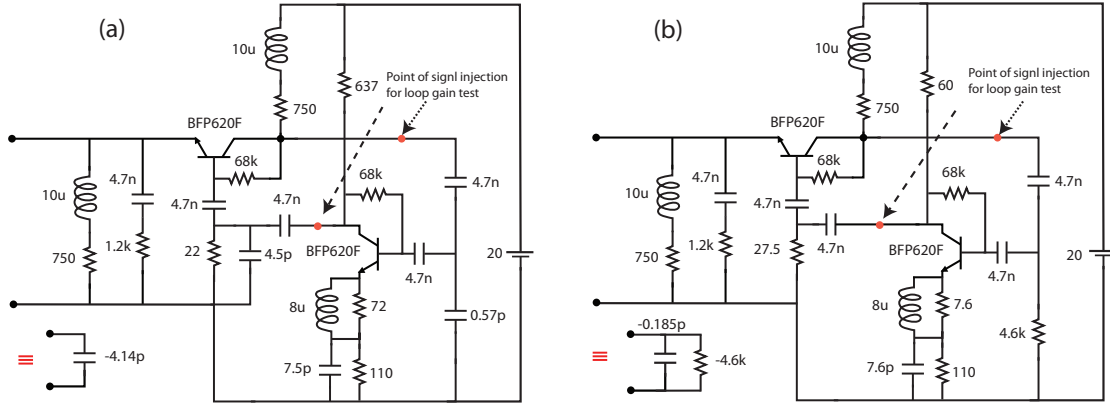 (a)
10u
637
Point of signl injection
for loop gain test
750
BFP620F
68k
4.7n
10u
4.7n
4.7n
68k
4.7n
750
1.2k
22
4.5p
BFP620F
4.7n
20
8u
72
0.57p
≡
-4.14p
7.5p
110
(b)
10u
60
Point of signl injection
for loop gain test
750
BFP620F
68k
4.7n
10u
4.7n
4.7n
68k
4.7n
750
1.2k
27.5
BFP620F
4.7n
20
8u
7.6
4.6k
≡
-0.185p
-4.6k
7.6p
110